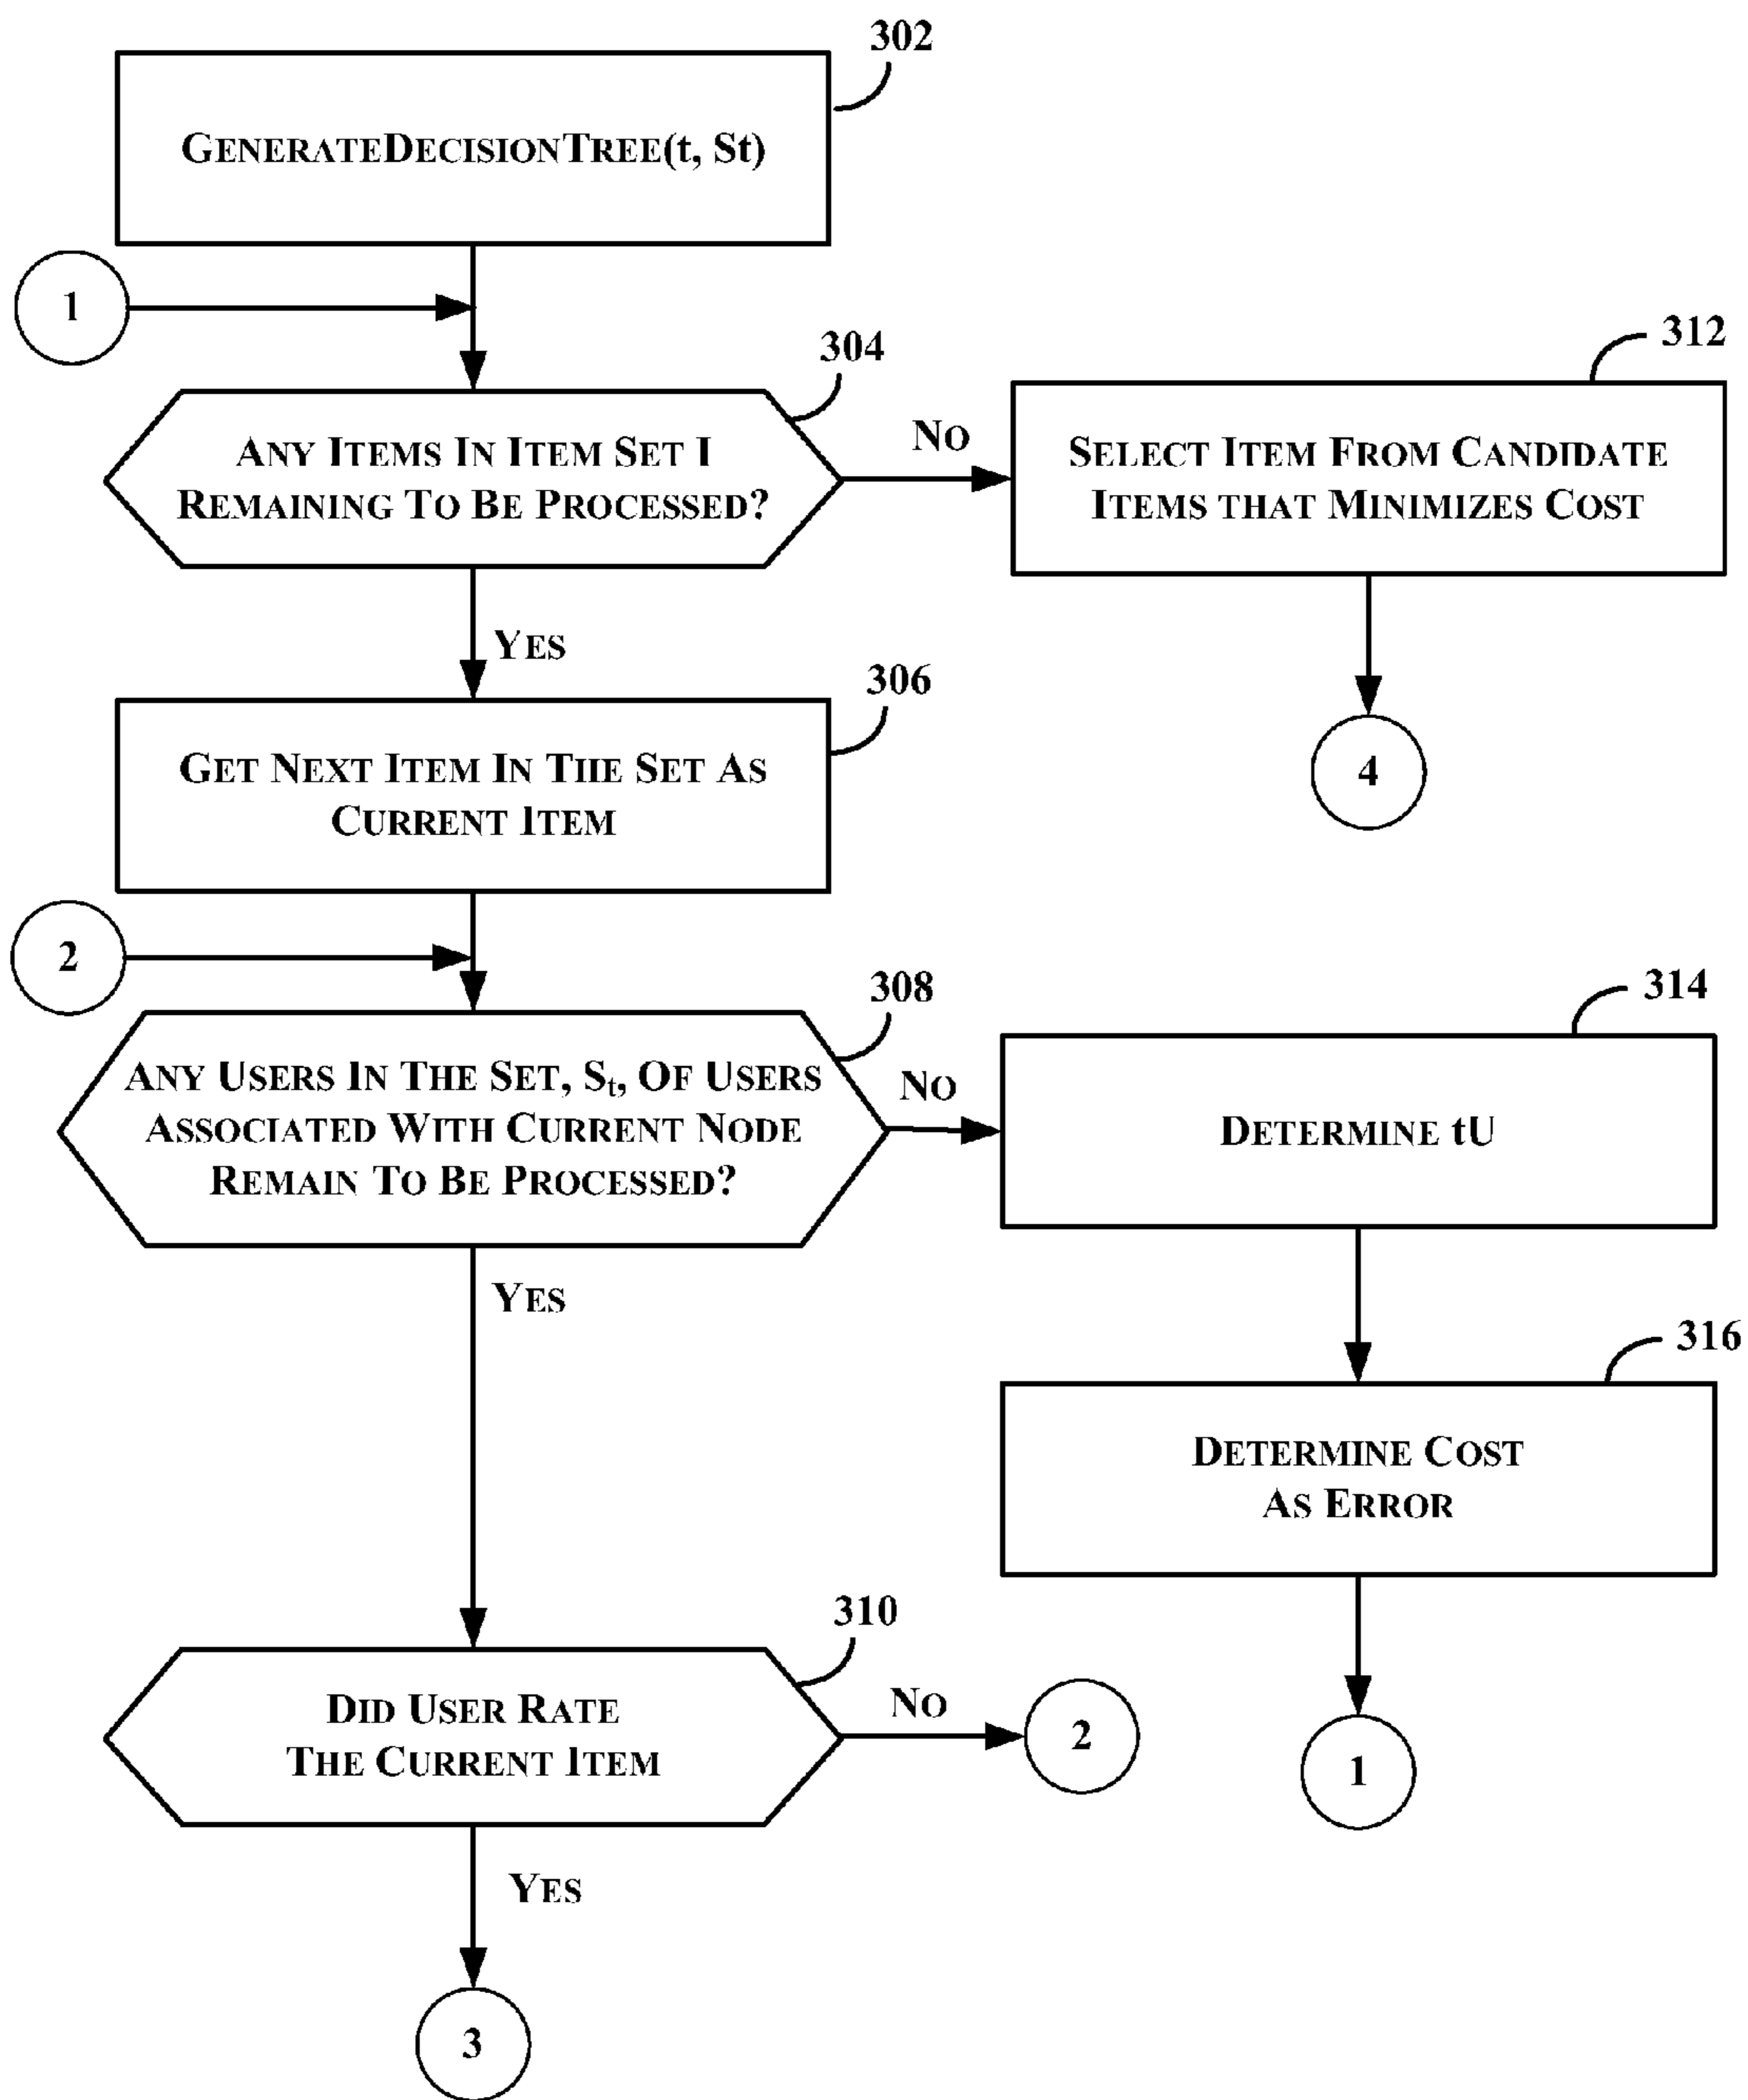 302
GENERATEDECISIONTREE(t, St)
1
304
ANY ITEMS IN ITEM SET I
REMAINING TO BE PROCESSED?
NO
312
SELECT ITEM FROM CANDIDATE
ITEMS THAT MINIMIZES COST
4
YES
306
GET NEXT ITEM IN THE SET AS
CURRENT ITEM
2
308
ANY USERS IN THE SET, St, OF USERS
ASSOCIATED WITH CURRENT NODE
REMAIN TO BE PROCESSED?
NO
314
DETERMINE tU
316
DETERMINE COST
AS ERROR
1
YES
310
DID USER RATE
THE CURRENT ITEM
NO
2
YES
3